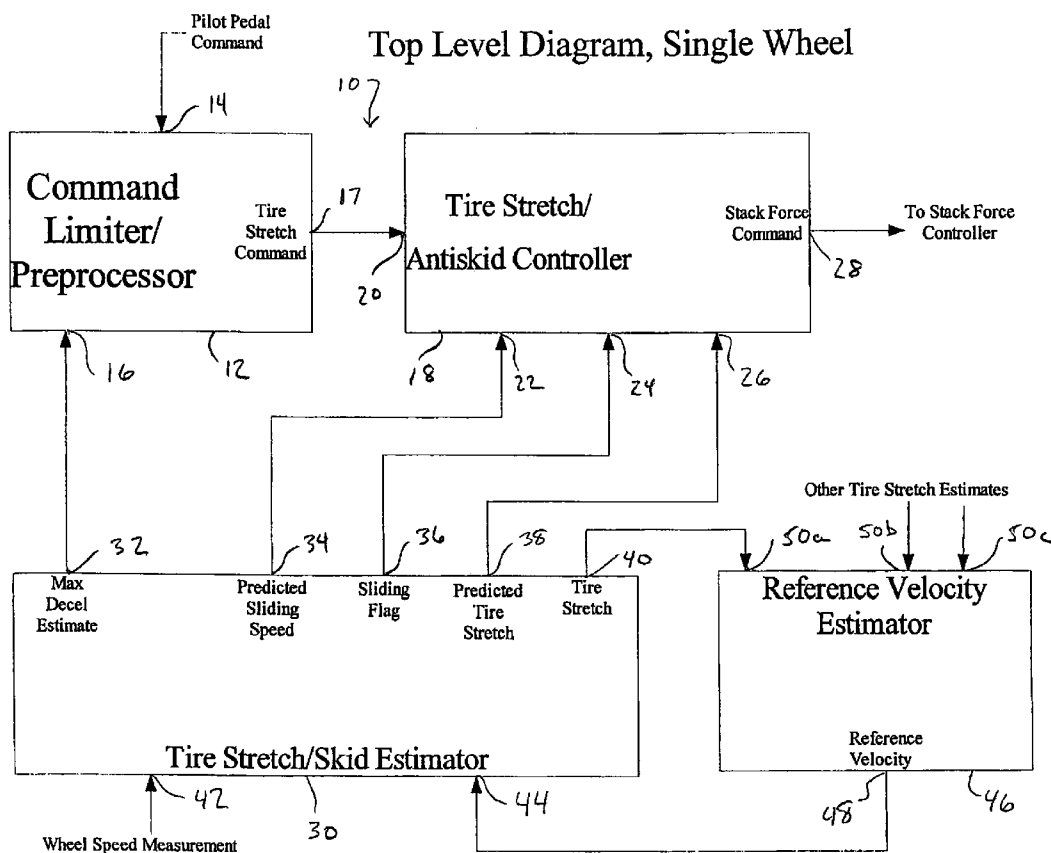 Pilot Pedal
Command
Top Level Diagram, Single Wheel
10
14
Command
Limiter/
Preprocessor
Tire
Stretch
Command
17
20
Tire Stretch/
Antiskid Controller
Stack Force
Command
28
To Stack Force
Controller
16
12
18
22
24
26
Other Tire Stretch Estimates
32
34
36
38
40
50a
50b
50c
Max
Decel
Estimate
Predicted
Sliding
Speed
Sliding
Flag
Predicted
Tire
Stretch
Tire
Stretch
Reference Velocity
Estimator
Tire Stretch/Skid Estimator
Reference
Velocity
42
30
44
48
46
Wheel Speed Measurement